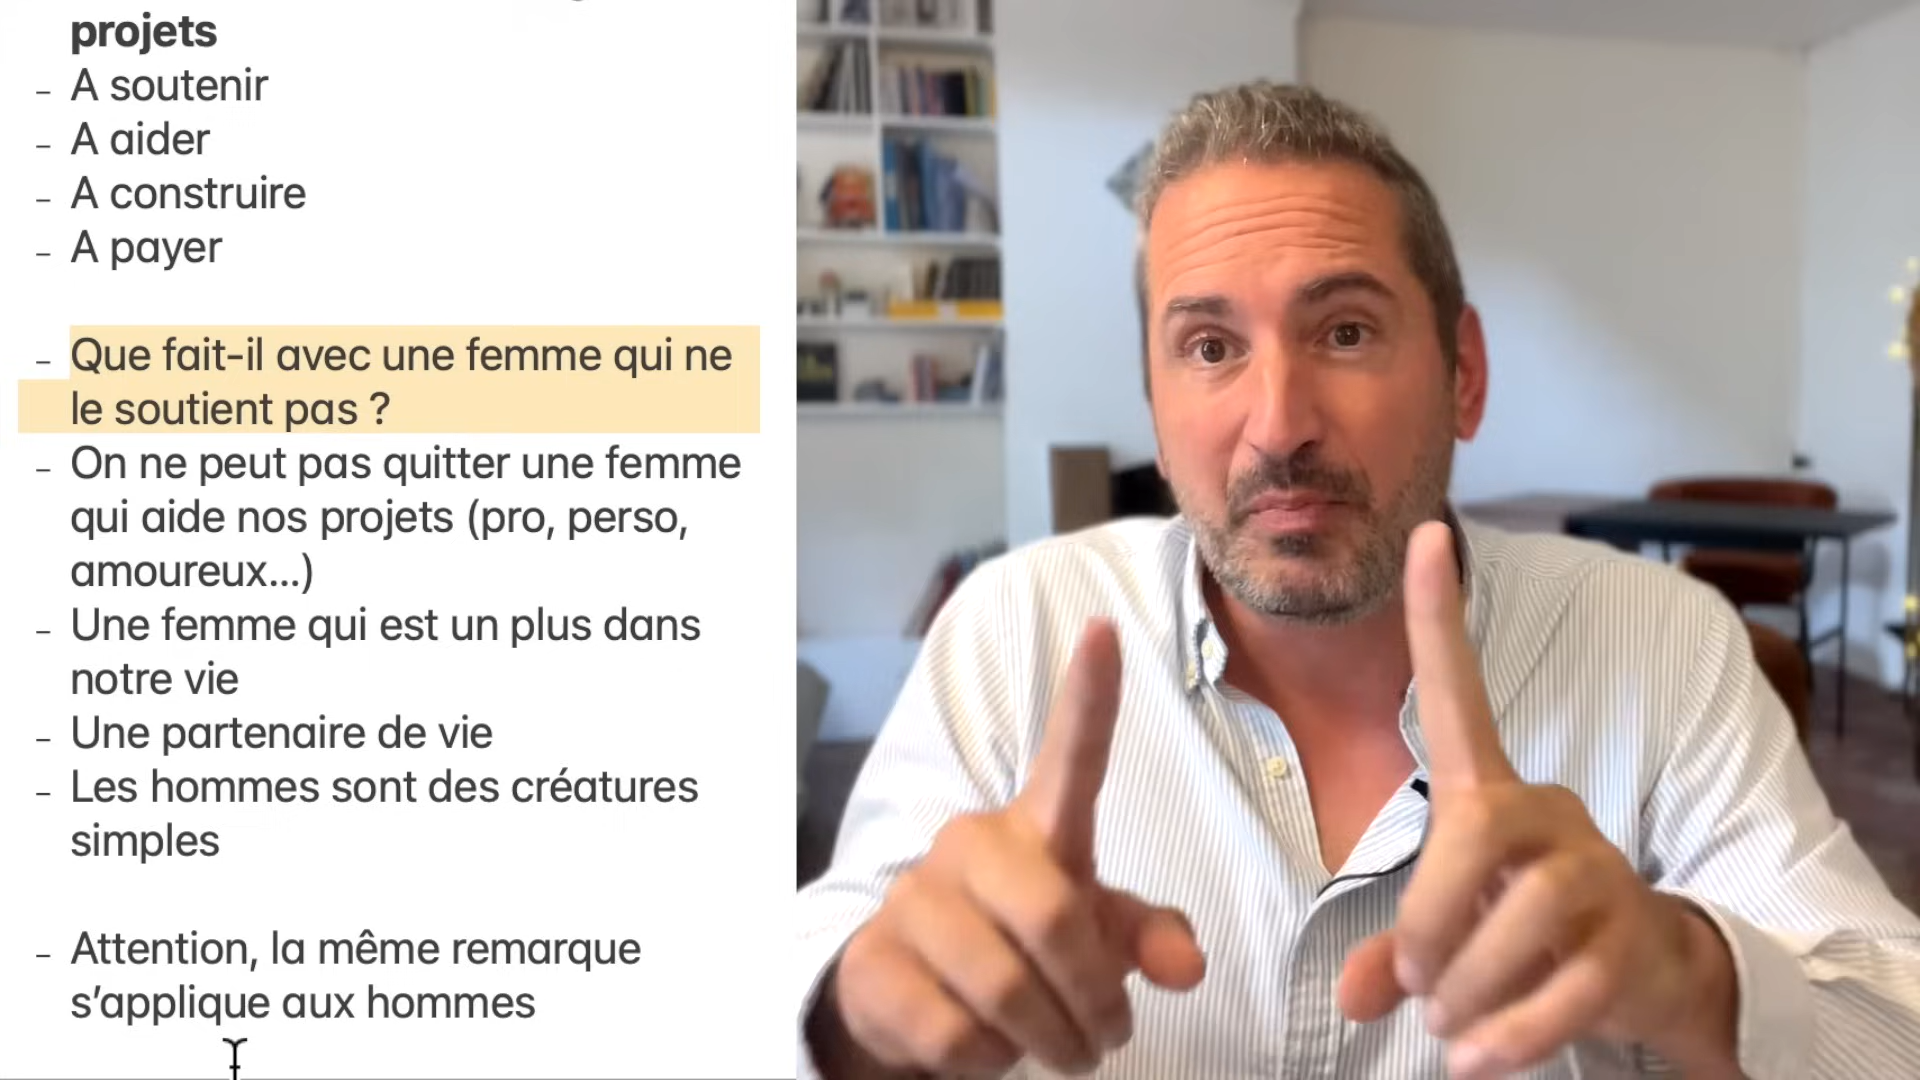 projets
- A soutenir
- A aider
- A construire
- A payer
- Que fait-il avec une femme qui ne
le soutient pas ?
- On ne peut pas quitter une femme
qui aide nos projets (pro, perso,
amoureux...)
- Une femme qui est un plus dans
notre vie
- Une partenaire de vie
- Les hommes sont des créatures
simples
- Attention, la même remarque
s’applique aux hommes